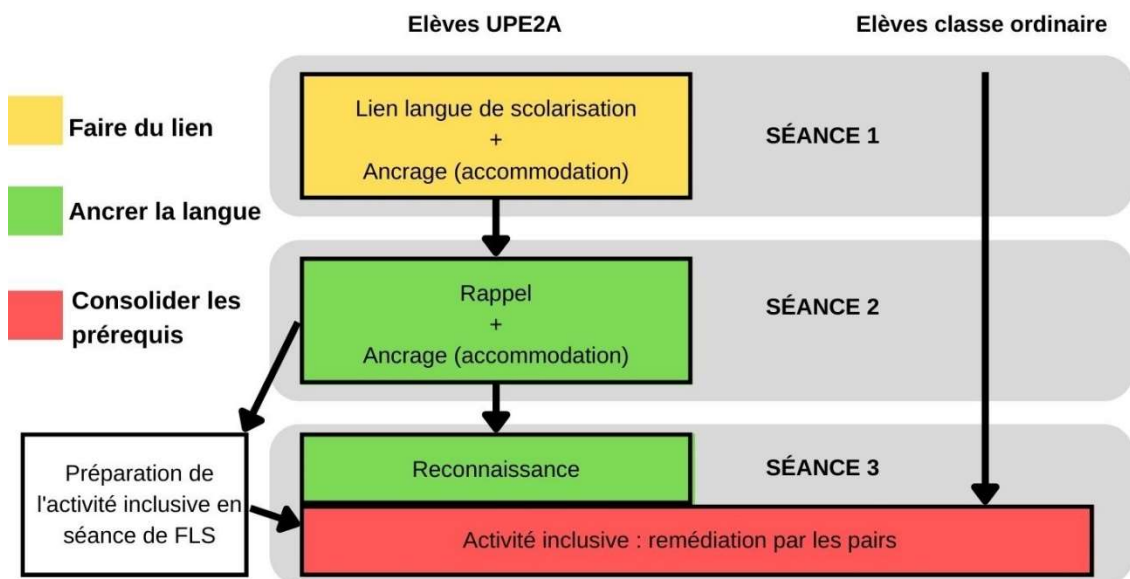 Elèves UPE2A
Elèves classe ordinaire
Faire du lien
Ancrer la langue
Consolider les
prérequis
Lien langue de scolarisation
+
Ancrage (accommodation)
SÉANCE 1
Rappel
+
Ancrage (accommodation)
SÉANCE 2
Préparation de
l'activité inclusive en
séance de FLS
Reconnaissance
SÉANCE 3
Activité inclusive : remédiation par les pairs